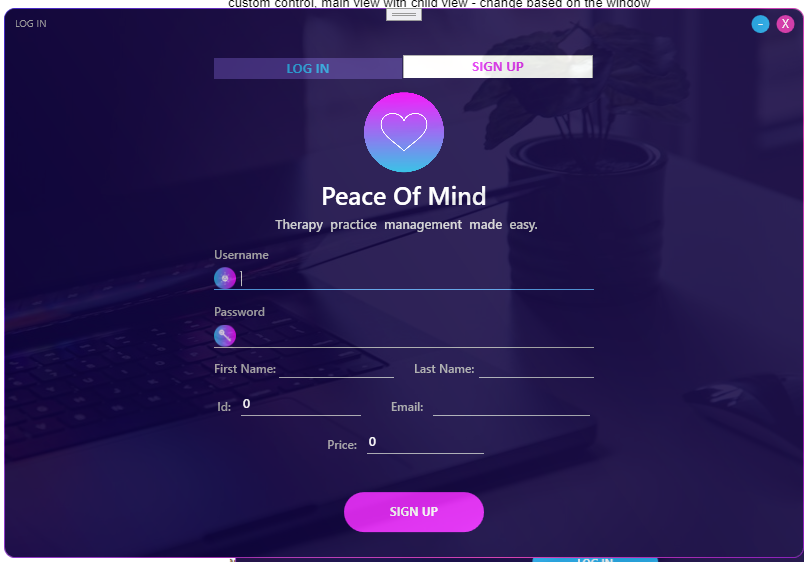 custom control, main view with child view - change based on the window
LOG IN
– X
LOG IN SIGN UP
Peace Of Mind
Therapy practice management made easy.
Username
Password
First Name: Last Name:
Id: 0 Email:
Price: 0
SIGN UP
LOG IN